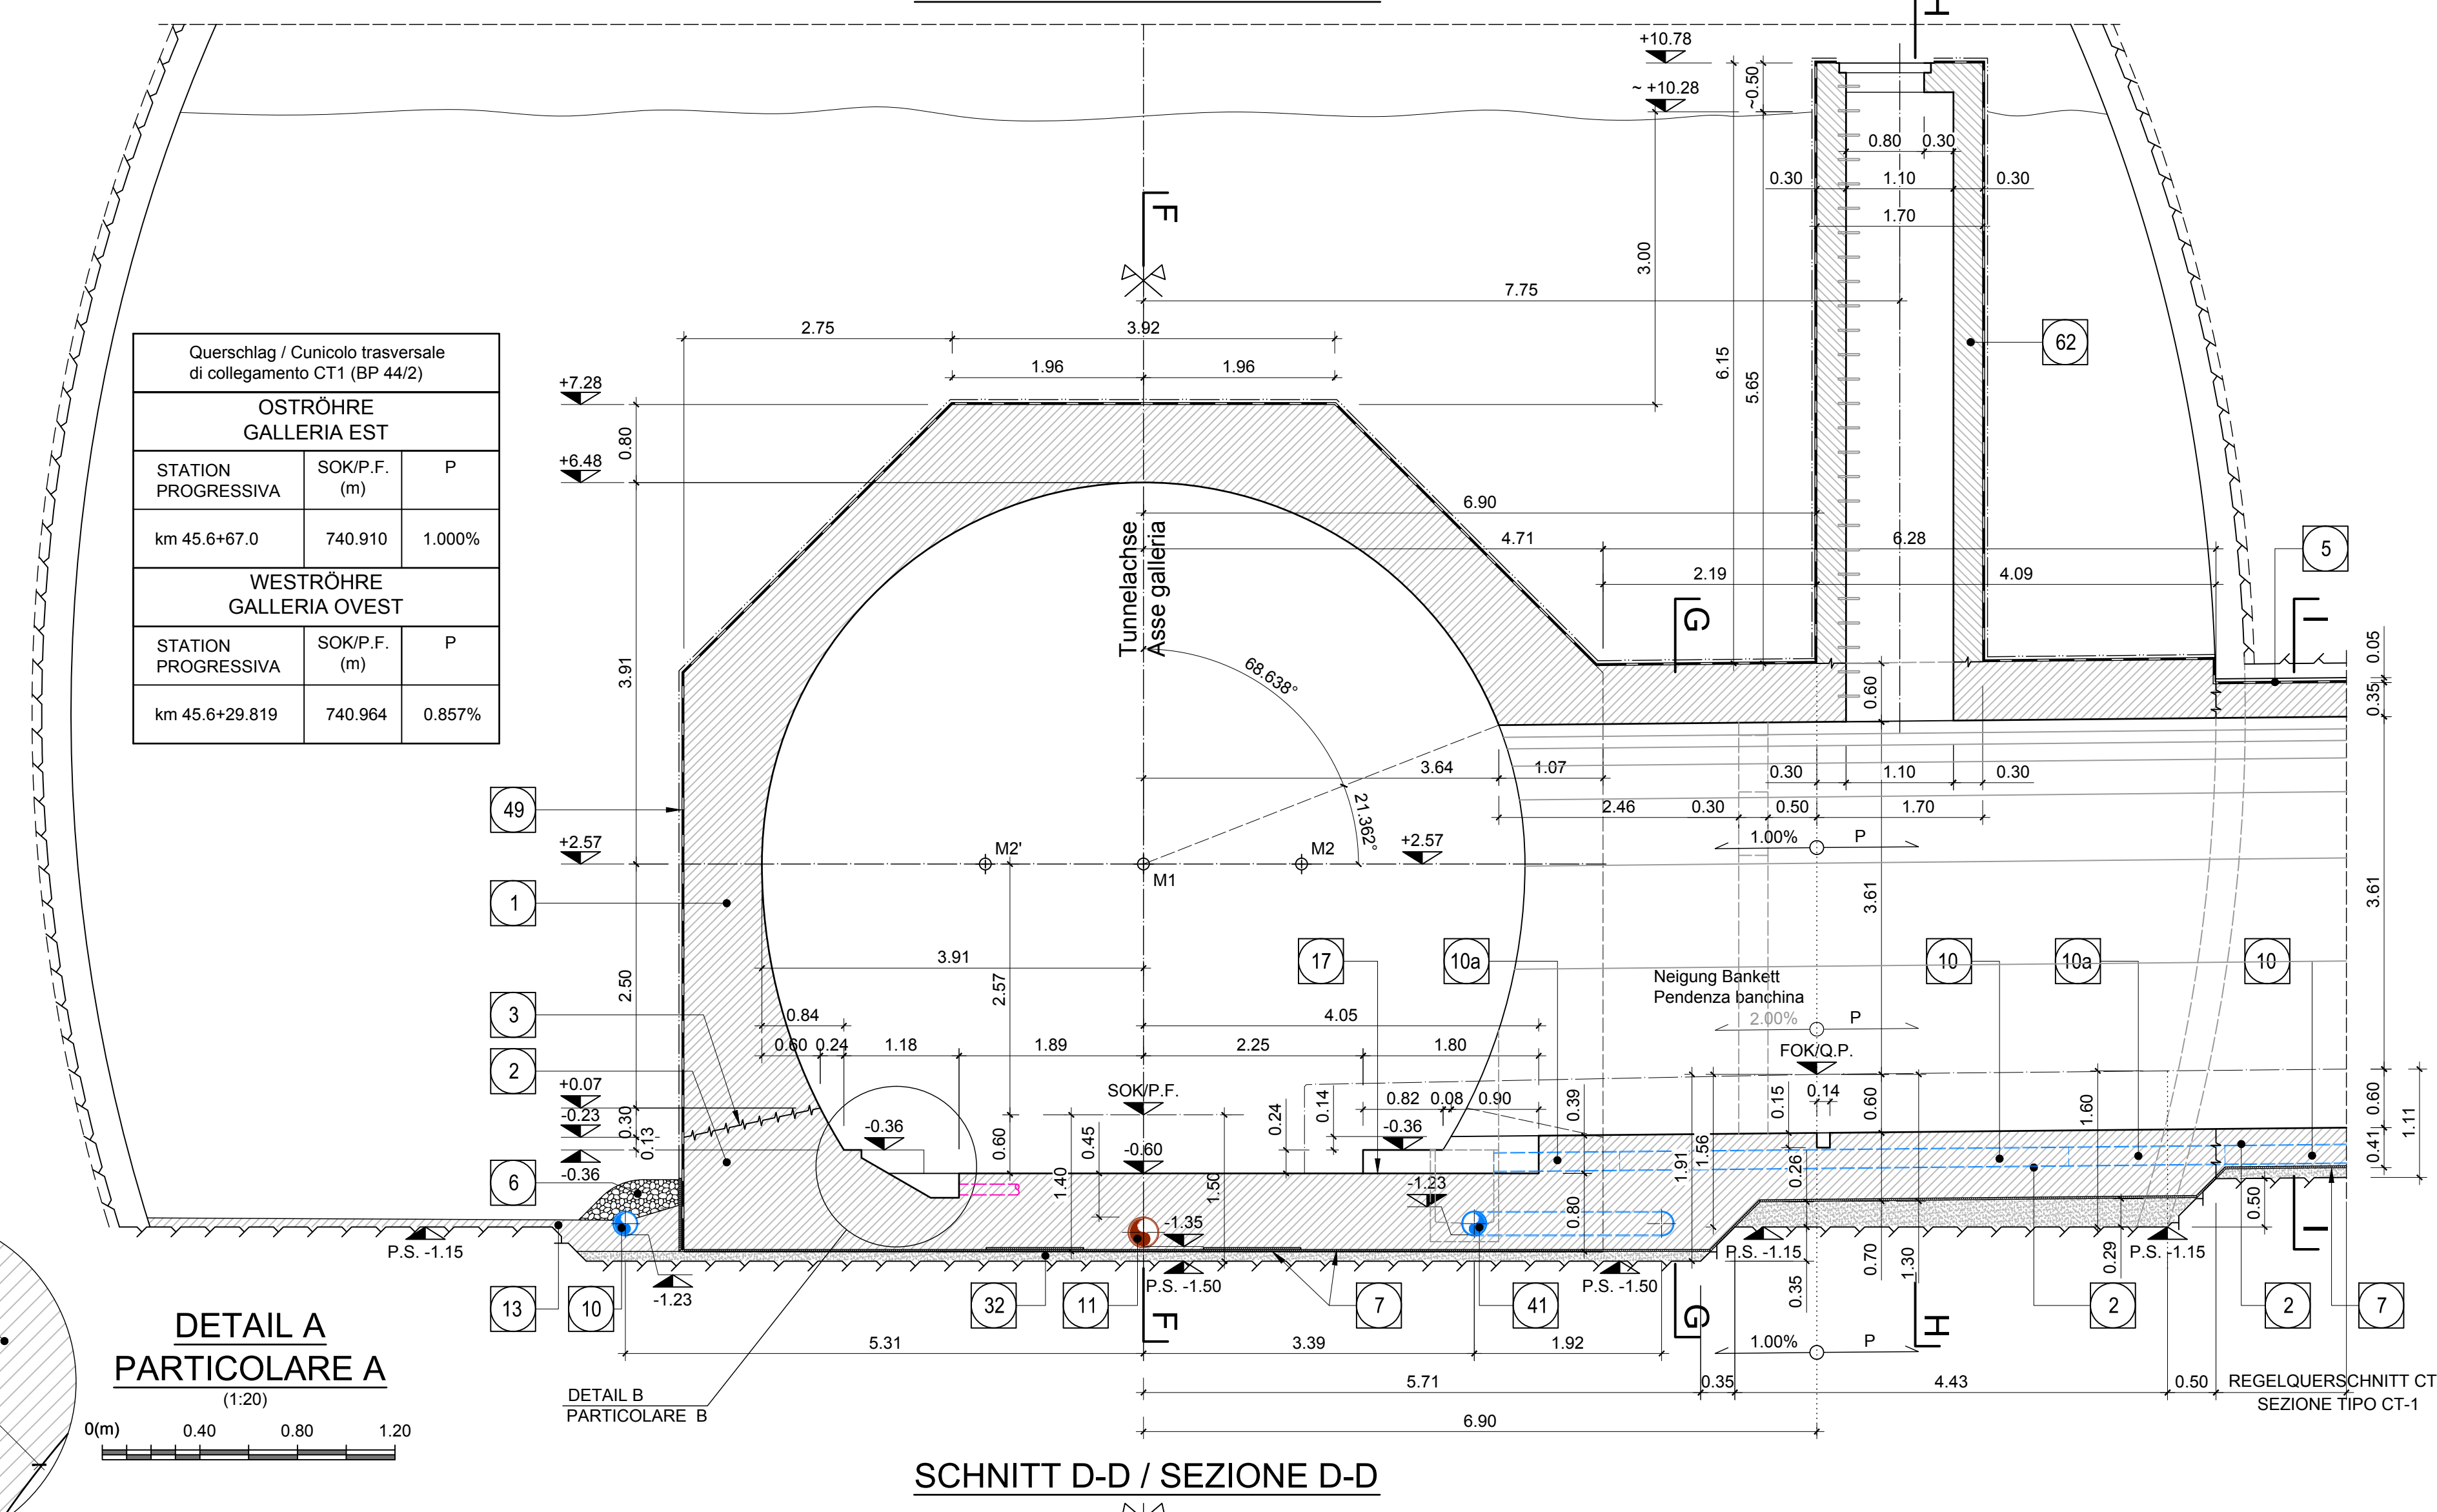 H
+10.78
~ +10.28
~0.50
0.80
0.30
0.30
1.10
0.30
1.70
F
3.00
7.75
2.75
3.92
6.15
5.65
62
1.96
1.96
Querschlag / Cunicolo trasversale
di collegamento CT1 (BP 44/2)
OSTRÖHRE
GALLERIA EST
STATION
PROGRESSIVA
SOK/P.F.
(m)
P
km 45.6+67.0
740.910
1.000%
WESTRÖHRE
GALLERIA OVEST
STATION
PROGRESSIVA
SOK/P.F.
(m)
P
km 45.6+29.819
740.964
0.857%
+7.28
0.80
+6.48
6.90
4.71
6.28
5
2.19
4.09
Tunnelachse
Asse galleria
G
I
68.638°
0.05
0.35
3.91
0.60
3.64
1.07
0.30
1.10
0.30
49
21.362°
2.46
0.30
0.50
1.70
+2.57
M2'
M2
+2.57
1.00%
P
M1
1
3.61
3.61
3.91
17
10a
10
10a
10
2.50
2.57
Neigung Bankett
Pendenza banchina
2.00%
P
3
0.84
4.05
0.60
0.24
1.18
1.89
2.25
1.80
FOK/Q.P.
2
+0.07
-0.23
0.30
0.13
-0.36
SOK/P.F.
-0.36
-0.60
0.60
0.45
1.40
1.50
0.24
0.14
0.82
0.08
0.90
0.39
-0.36
0.15
0.14
0.60
1.60
0.60
0.41
1.11
1.91
1.56
0.26
6
-1.23
0.80
0.50
P.S. -1.15
-1.35
P.S. -1.15
0.70
1.30
0.29
P.S. -1.15
I
-1.23
P.S. -1.50
P.S. -1.50
0.35
13
10
32
11
7
41
2
2
7
F
G
H
DETAIL A
PARTICOLARE A
(1:20)
5.31
3.39
1.92
1.00%
P
DETAIL B
PARTICOLARE B
5.71
0.35
4.43
0.50
REGELQUERSCHNITT CT
SEZIONE TIPO CT-1
0(m)
0.40
0.80
1.20
6.90
SCHNITT D-D / SEZIONE D-D